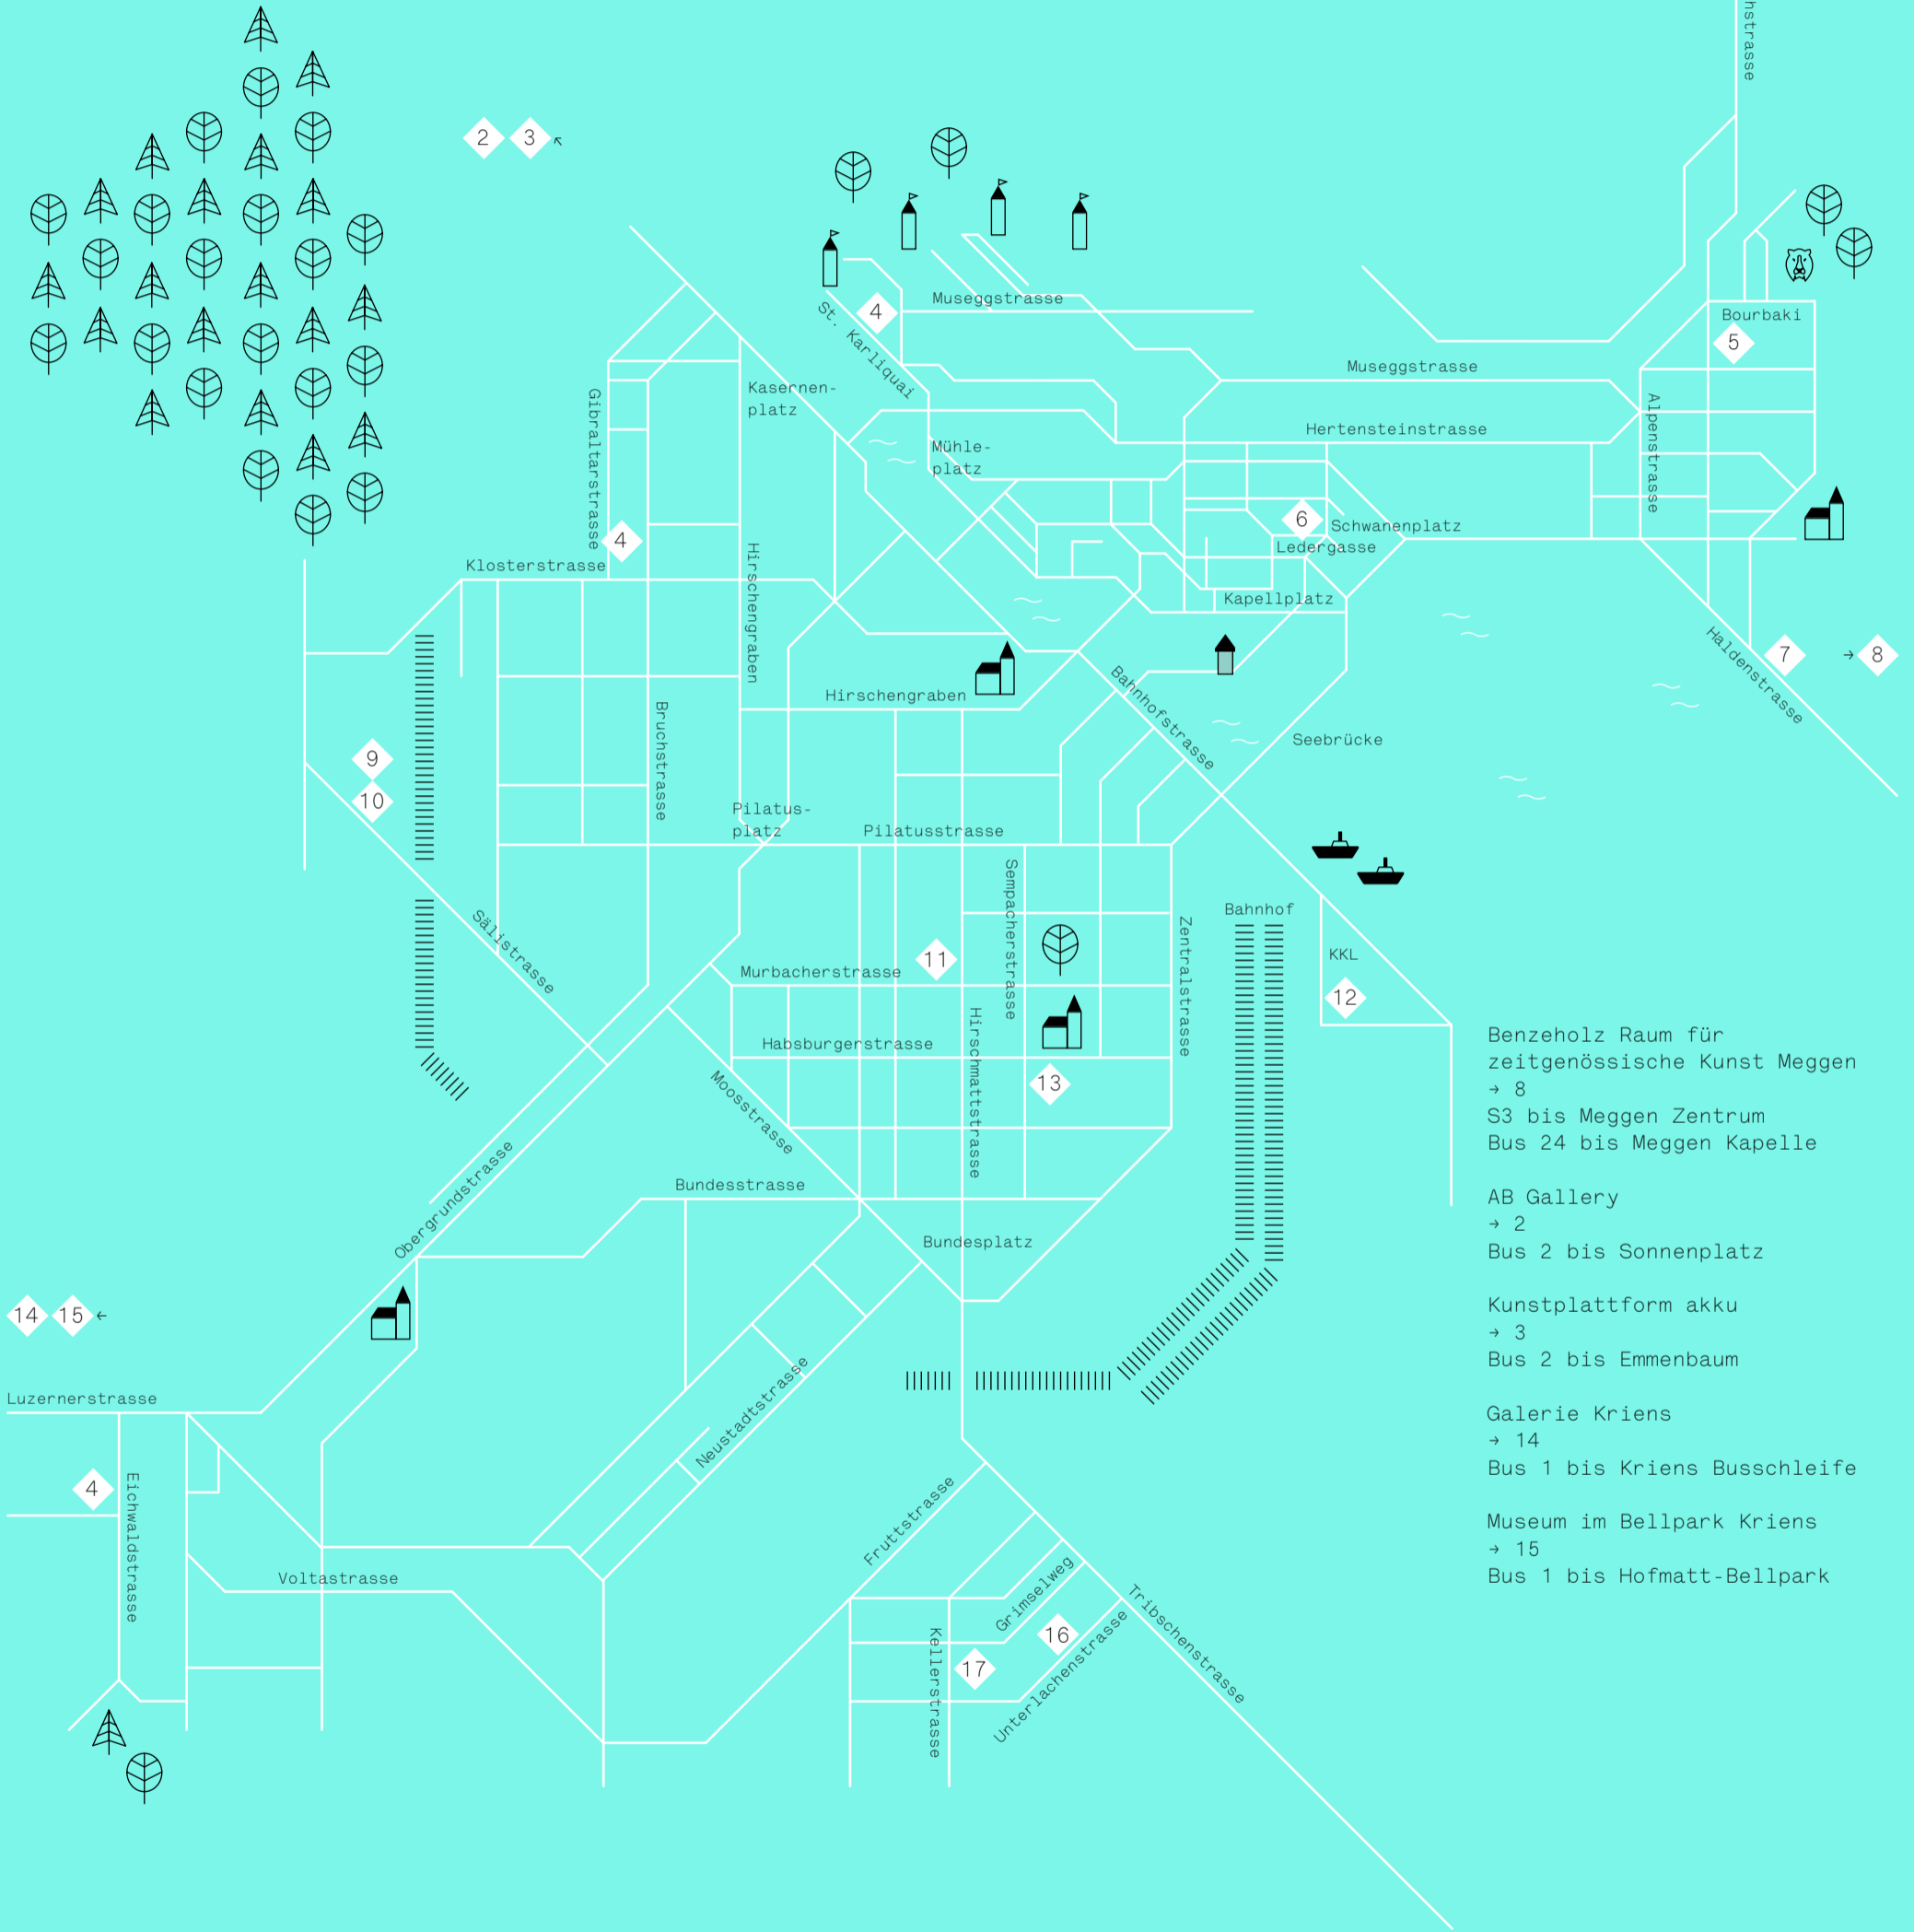 hstrasse
2
3
↖
4
Museggstrasse
St. Karliquai
Bourbaki
5
Museggstrasse
Kasernen-
platz
Gibraltarstrasse
Alpenstrasse
Hertensteinstrasse
Mühle-
platz
4
6
Schwanenplatz
Ledergasse
Klosterstrasse
Hirschengraben
Kapellplatz
Haldenstrasse
7
→ 8
Hirschengraben
Bahnhofstrasse
Bruchstrasse
Seebrücke
9
10
Pilatus-
platz
Pilatusstrasse
Sempacherstrasse
Zentralstrasse
Bahnhof
Sälistrasse
KKL
11
Murbacherstrasse
12
Hirschmattstrasse
Habsburgerstrasse
13
Moosstrasse
Obergrundstrasse
Bundesstrasse
Bundesplatz
14
15
←
Luzernerstrasse
Neustadtstrasse
4
Eichwaldstrasse
Fruttstrasse
Voltastrasse
Grimselweg
Tribschenstrasse
16
Unterlachenstrasse
17
Kellerstrasse
Benzeholz Raum für
zeitgenössische Kunst Meggen
→ 8
S3 bis Meggen Zentrum
Bus 24 bis Meggen Kapelle
AB Gallery
→ 2
Bus 2 bis Sonnenplatz
Kunstplattform akku
→ 3
Bus 2 bis Emmenbaum
Galerie Kriens
→ 14
Bus 1 bis Kriens Busschleife
Museum im Bellpark Kriens
→ 15
Bus 1 bis Hofmatt-Bellpark